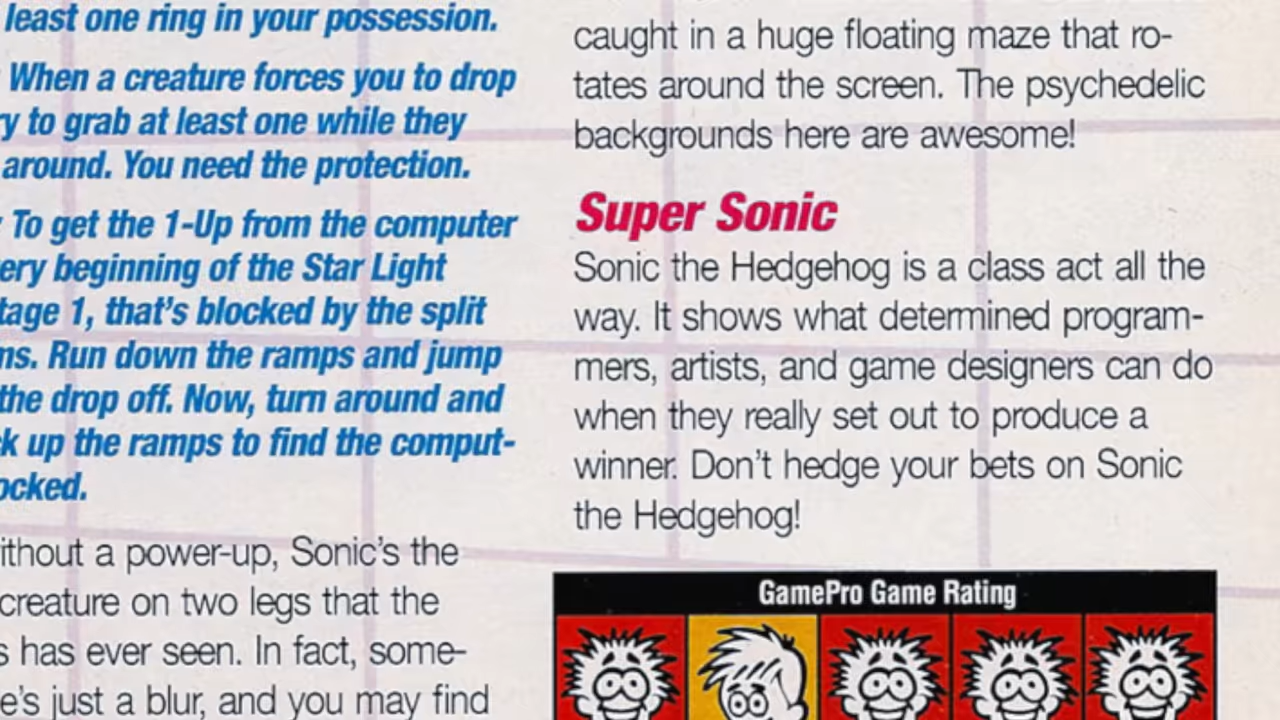 least one ring in your possession.
When a creature forces you to drop
ry to grab at least one while they
around. You need the protection.
To get the 1-Up from the computer
ery beginning of the Star Light
tage 1, that's blocked by the split
ms. Run down the ramps and jump
the drop off. Now, turn around and
ck up the ramps to find the comput-
ocked.
ithout a power-up, Sonic's the
creature on two legs that the
s has ever seen. In fact, some-
e's just a blur, and you may find
caught in a huge floating maze that ro-
tates around the screen. The psychedelic
backgrounds here are awesome!
Super Sonic
Sonic the Hedgehog is a class act all the
way. It shows what determined program-
mers, artists, and game designers can do
when they really set out to produce a
winner. Don't hedge your bets on Sonic
the Hedgehog!
GamePro Game Rating